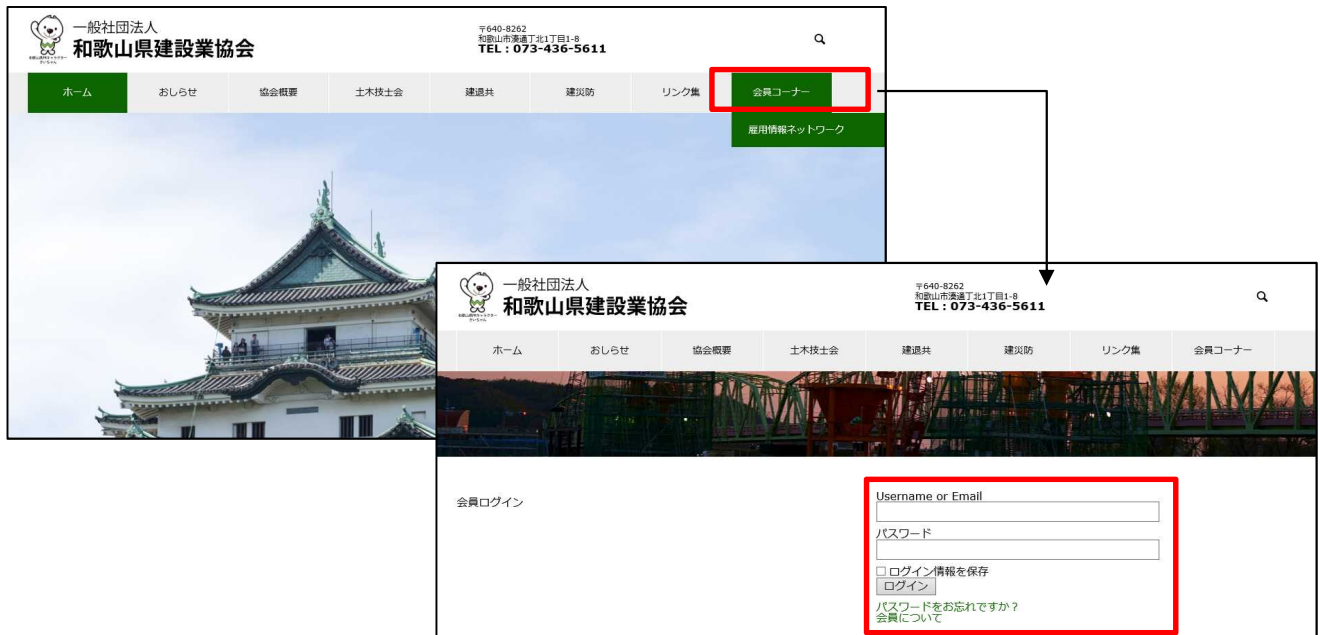 一般社団法人
和歌山県建設業協会
〒640-8262
和歌山市湊通丁北1丁目1-8
TEL : 073-436-5611
ホーム
おしらせ
協会概要
土木技士会
建退共
建災防
リンク集
会員コーナー
雇用情報ネットワーク
一般社団法人
和歌山県建設業協会
〒640-8262
和歌山市湊通丁北1丁目1-8
TEL : 073-436-5611
ホーム
おしらせ
協会概要
土木技士会
建退共
建災防
リンク集
会員コーナー
会員ログイン
Username or Email
パスワード
ログイン情報を保存
ログイン
パスワードをお忘れですか？
会員について